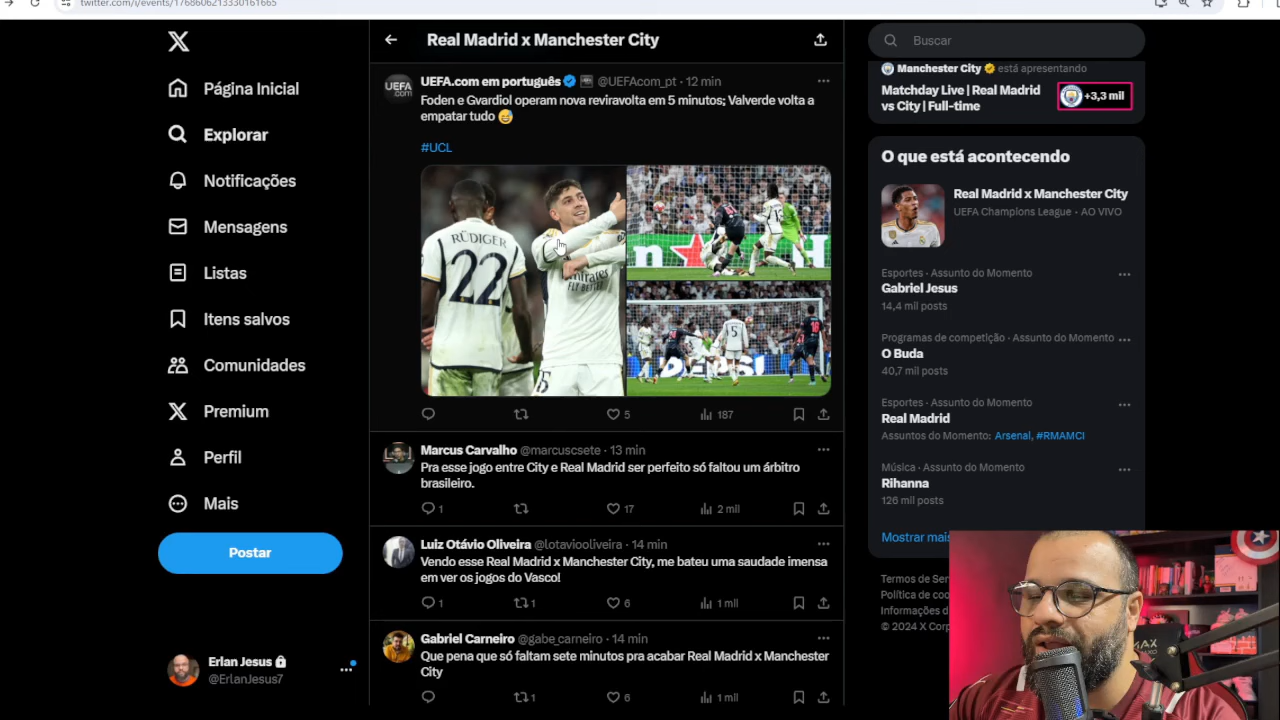 twitter.com/i/events/1768606213330161665
Página Inicial
Explorar
Notificações
Mensagens
Listas
Itens salvos
Comunidades
Premium
Perfil
Mais
Postar
Erlan Jesus
@ErlanJesus7
Real Madrid x Manchester City
UEFA.com em português @UEFAcom_pt · 12 min
Foden e Gvardiol operam nova reviravolta em 5 minutos; Valverde volta a
empatar tudo 😅
#UCL
RÜDIGER
22
Emirates
FLY BETTER
15
5
16
PEPSI
5
187
Marcus Carvalho @marcuscsete · 13 min
Pra esse jogo entre City e Real Madrid ser perfeito só faltou um árbitro
brasileiro.
1
17
2 mil
Luiz Otávio Oliveira @lotaviooliveira · 14 min
Vendo esse Real Madrid x Manchester City, me bateu uma saudade imensa
em ver os jogos do Vasco!
1
1
6
1 mil
Gabriel Carneiro @gabe_carneiro · 14 min
Que pena que só faltam sete minutos pra acabar Real Madrid x Manchester
City
1
6
1 mil
Buscar
Manchester City está apresentando
Matchday Live | Real Madrid
vs City | Full-time
+3,3 mil
O que está acontecendo
Real Madrid x Manchester City
UEFA Champions League · AO VIVO
Esportes · Assunto do Momento
Gabriel Jesus
14,4 mil posts
Programas de competição · Assunto do Momento
O Buda
40,7 mil posts
Esportes · Assunto do Momento
Real Madrid
Assuntos do Momento: Arsenal, #RMAMCI
Música · Assunto do Momento
Rihanna
126 mil posts
Mostrar mais
Termos de Ser
Política de coo
Informações d
© 2024 X Corp